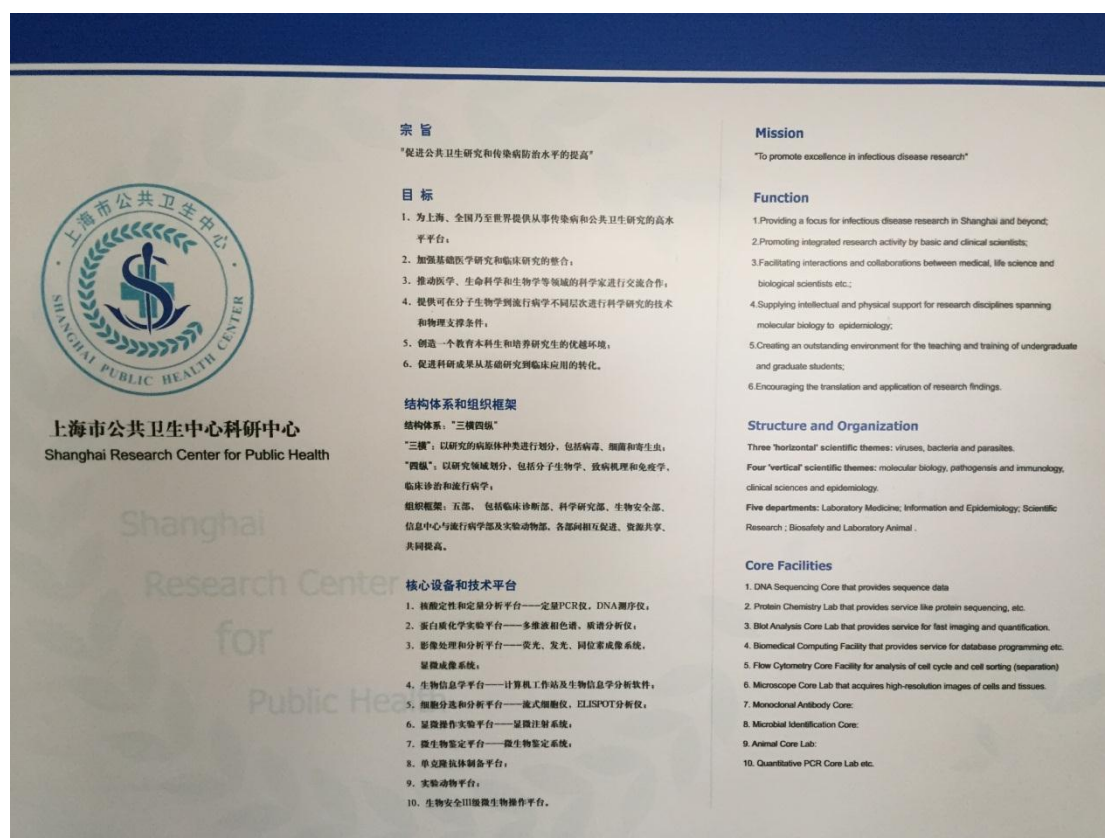 上海市公共卫生中心
SHANGHAI PUBLIC HEALTH CENTER
上海市公共卫生中心科研中心
Shanghai Research Center for Public Health
Shanghai
Research Center
for
Public Health
宗 旨
"促进公共卫生研究和传染病防治水平的提高"
目 标
1. 为上海、全国乃至世界提供从事传染病和公共卫生研究的高水
平平台;
2. 加强基础医学研究和临床研究的整合;
3. 推动医学、生命科学和生物学等领域的科学家进行交流合作;
4. 提供可在分子生物学到流行病学不同层次进行科学研究的技术
和物理支撑条件;
5. 创造一个教育本科生和培养研究生的优越环境;
6. 促进科研成果从基础研究到临床应用的转化。
结构体系和组织框架
结构体系:"三横四纵"
"三横":以研究的病原体种类进行划分,包括病毒、细菌和寄生虫;
"四纵":以研究领域划分,包括分子生物学、致病机理和免疫学、
临床诊治和流行病学;
组织框架:五部, 包括临床诊断部、科学研究部、生物安全部、
信息中心与流行病学部及实验动物部,各部间相互促进、资源共享、
共同提高。
核心设备和技术平台
1. 核酸定性和定量分析平台——定量PCR仪,DNA测序仪;
2. 蛋白质化学实验平台——多维液相色谱、质谱分析仪;
3. 影像处理和分析平台——荧光、发光、同位素成像系统,
显微成像系统;
4. 生物信息学平台——计算机工作站及生物信息学分析软件;
5. 细胞分选和分析平台——流式细胞仪,ELISPOT分析仪;
6. 显微操作实验平台——显微注射系统;
7. 微生物鉴定平台——微生物鉴定系统;
8. 单克隆抗体制备平台;
9. 实验动物平台;
10. 生物安全III级微生物操作平台。
Mission
"To promote excellence in infectious disease research"
Function
1.Providing a focus for infectious disease research in Shanghai and beyond;
2.Promoting integrated research activity by basic and clinical scientists;
3.Facilitating interactions and collaborations between medical, life science and
biological scientists etc.;
4.Supplying intellectual and physical support for research disciplines spanning
molecular biology to epidemiology;
5.Creating an outstanding environment for the teaching and training of undergraduate
and graduate students;
6.Encouraging the translation and application of research findings.
Structure and Organization
Three 'horizontal' scientific themes: viruses, bacteria and parasites.
Four 'vertical' scientific themes: molecular biology, pathogensis and immunology,
clinical sciences and epidemiology.
Five departments: Laboratory Medicine; Information and Epidemiology; Scientific
Research ; Biosafety and Laboratory Animal .
Core Facilities
1. DNA Sequencing Core that provides sequence data
2. Protein Chemistry Lab that provides service like protein sequencing, etc.
3. Blot Analysis Core Lab that provides service for fast imaging and quantification.
4. Biomedical Computing Facility that provides service for database programming etc.
5. Flow Cytometry Core Facility for analysis of cell cycle and cell sorting (separation)
6. Microscope Core Lab that acquires high-resolution images of cells and tissues.
7. Monoclonal Antibody Core:
8. Microbial Identification Core:
9. Animal Core Lab:
10. Quantitative PCR Core Lab etc.